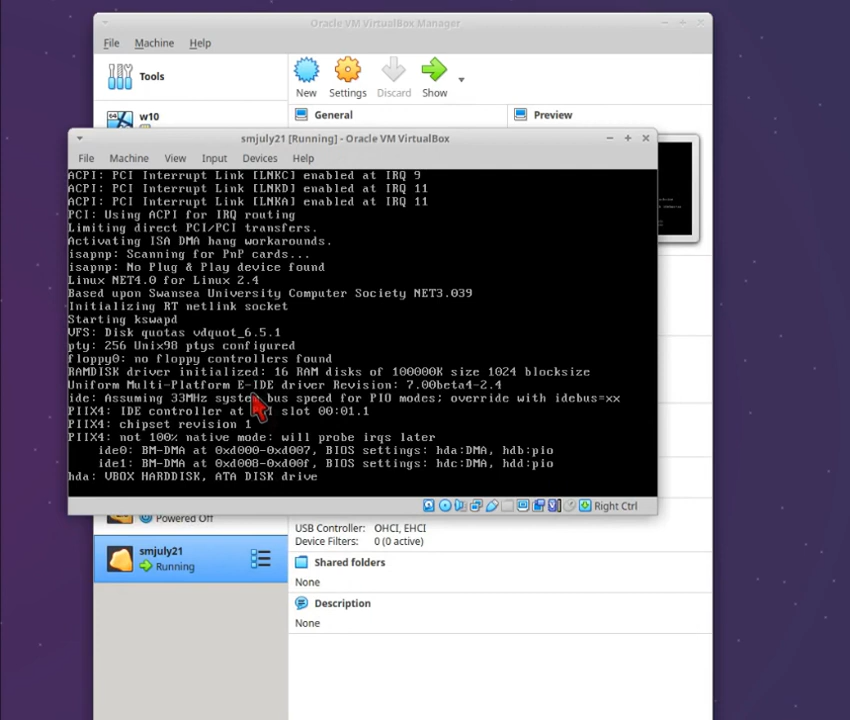 Oracle VM VirtualBox Manager
File Machine Help
Tools
New Settings Discard Show
w10
General
Preview
smjuly21 [Running] - Oracle VM VirtualBox
File Machine View Input Devices Help
ACPI: PCI Interrupt Link [LNKC] enabled at IRQ 9
ACPI: PCI Interrupt Link [LNKD] enabled at IRQ 11
ACPI: PCI Interrupt Link [LNKA] enabled at IRQ 11
PCI: Using ACPI for IRQ routing
Limiting direct PCI/PCI transfers.
Activating ISA DMA hang workarounds.
isapnp: Scanning for PnP cards...
isapnp: No Plug & Play device found
Linux NET4.0 for Linux 2.4
Based upon Swansea University Computer Society NET3.039
Initializing RT netlink socket
Starting kswapd
VFS: Disk quotas vdquot_6.5.1
pty: 256 Unix98 ptys configured
floppy0: no floppy controllers found
RAMDISK driver initialized: 16 RAM disks of 100000K size 1024 blocksize
Uniform Multi-Platform E-IDE driver Revision: 7.00beta4-2.4
ide: Assuming 33MHz system bus speed for PIO modes; override with idebus=xx
PIIX4: IDE controller at slot 00:01.1
PIIX4: chipset revision 1
PIIX4: not 100% native mode: will probe irqs later
ide0: BM-DMA at 0xd000-0xd007, BIOS settings: hda:DMA, hdb:pio
ide1: BM-DMA at 0xd008-0xd00f, BIOS settings: hdc:DMA, hdd:pio
hda: VBOX HARDDISK, ATA DISK drive
Right Ctrl
Powered Off
USB Controller: OHCI, EHCI
Device Filters: 0 (0 active)
smjuly21
Running
Shared folders
None
Description
None